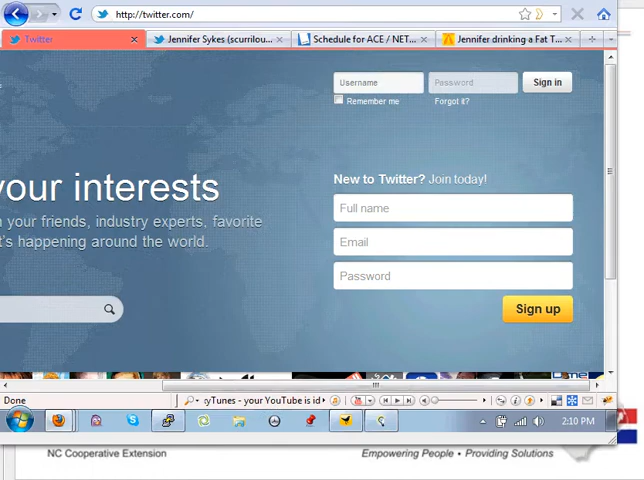 http://twitter.com/
Twitter
Jennifer Sykes (scurrilou...
Schedule for ACE / NET...
Jennifer drinking a Fat T...
Username
Password
Sign in
Remember me
Forgot it?
your interests
New to Twitter? Join today!
Full name
n your friends, industry experts, favorite
t's happening around the world.
Email
Password
Sign up
Done
yTunes - your YouTube is id
2:10 PM
NC Cooperative Extension
Empowering People • Providing Solutions